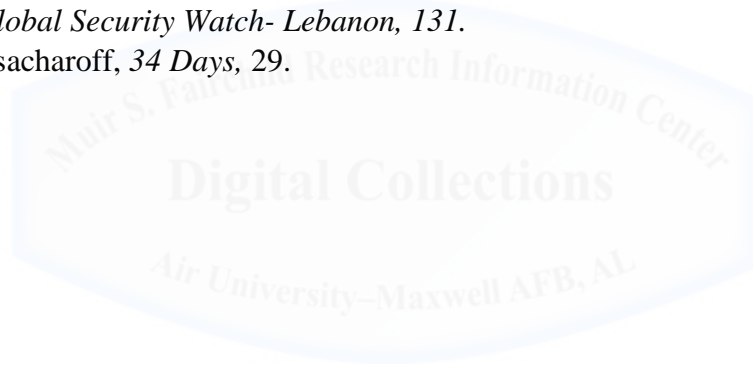 lobal Security Watch- Lebanon, 131.
sacharoff, 34 Days, 29.
Muir S. Fairchild Research Information Center
Digital Collections
Air University–Maxwell AFB, AL